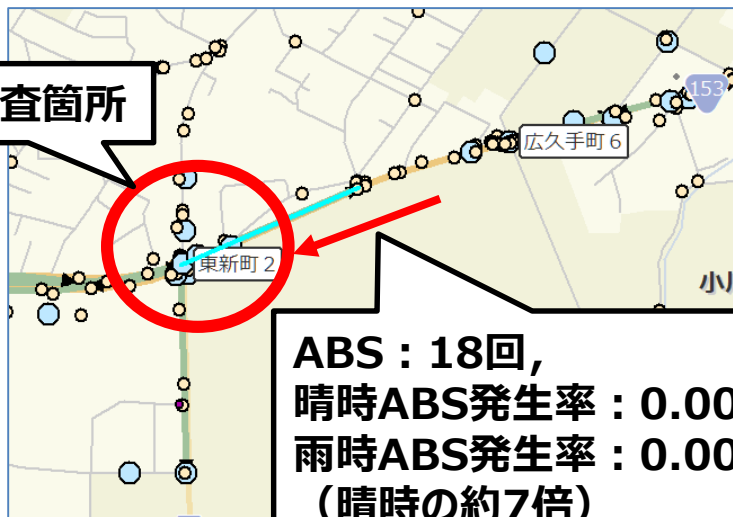 153
査箇所
広久手町6
東新町2
小川
ABS：18回,
晴時ABS発生率：0.00
雨時ABS発生率：0.00
（晴時の約7倍）